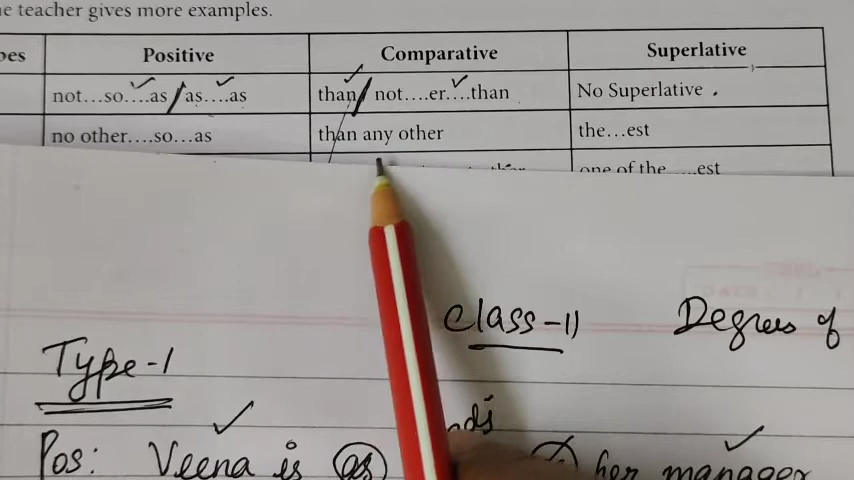 e teacher gives more examples.
pes Positive Comparative Superlative
not...so....as / as....as than / not....er....than No Superlative .
no other....so...as than any other the...est
one of the ....est
Class-11 Degrees of
Type-1
Pos: Veena is as her manager